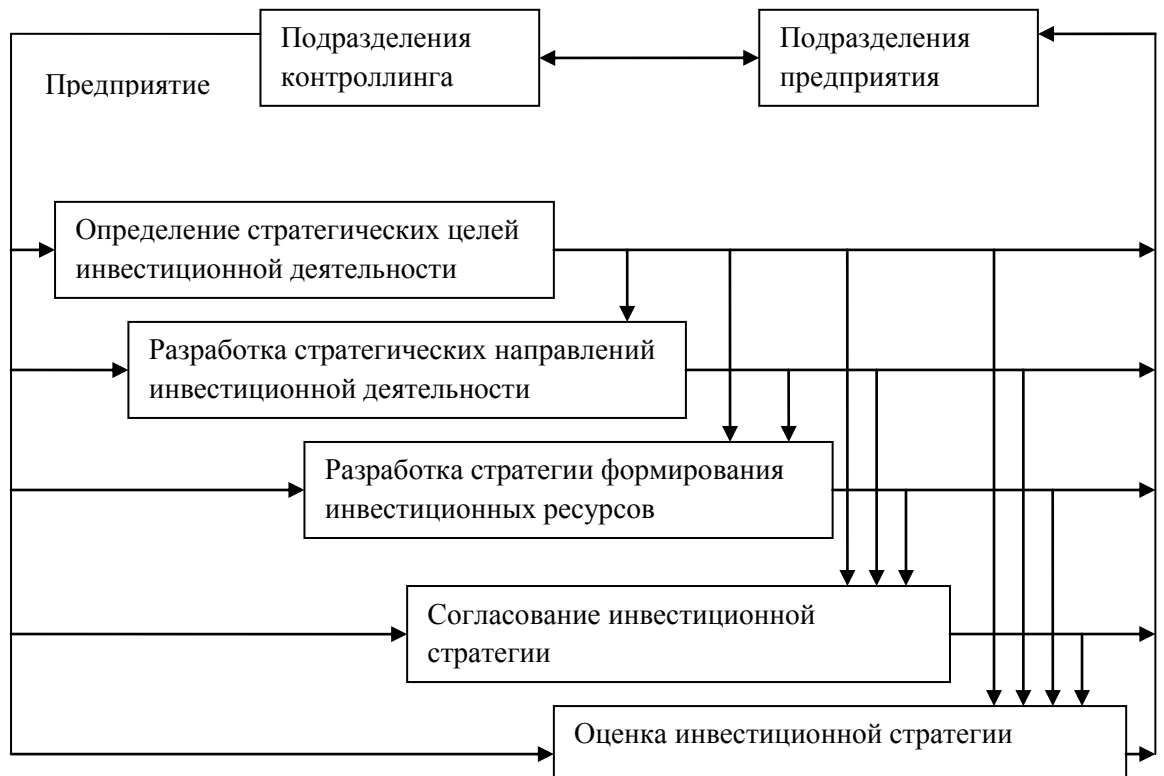 Подразделения
контроллинга
Подразделения
предприятия
Предприятие
Определение стратегических целей
инвестиционной деятельности
Разработка стратегических направлений
инвестиционной деятельности
Разработка стратегии формирования
инвестиционных ресурсов
Согласование инвестиционной
стратегии
Оценка инвестиционной стратегии